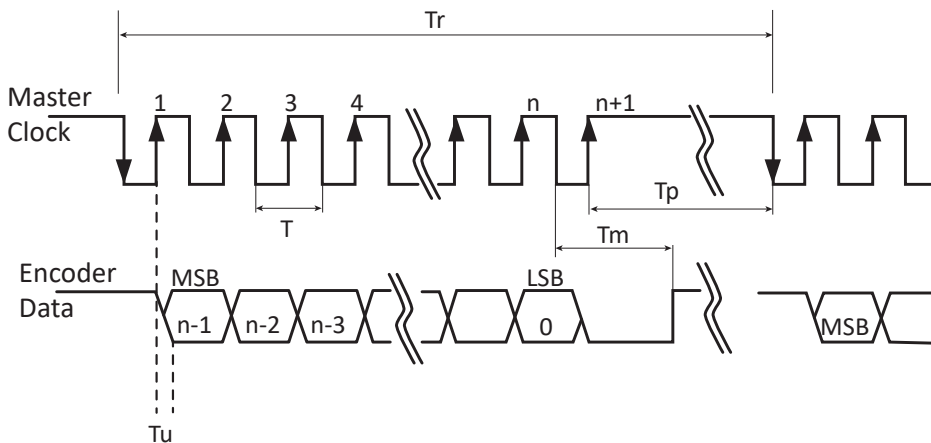 Tr
Master
Clock
1 2 3 4 n n+1
T
Tp
Tm
Encoder
Data
MSB LSB
n-1 n-2 n-3 0 MSB
Tu